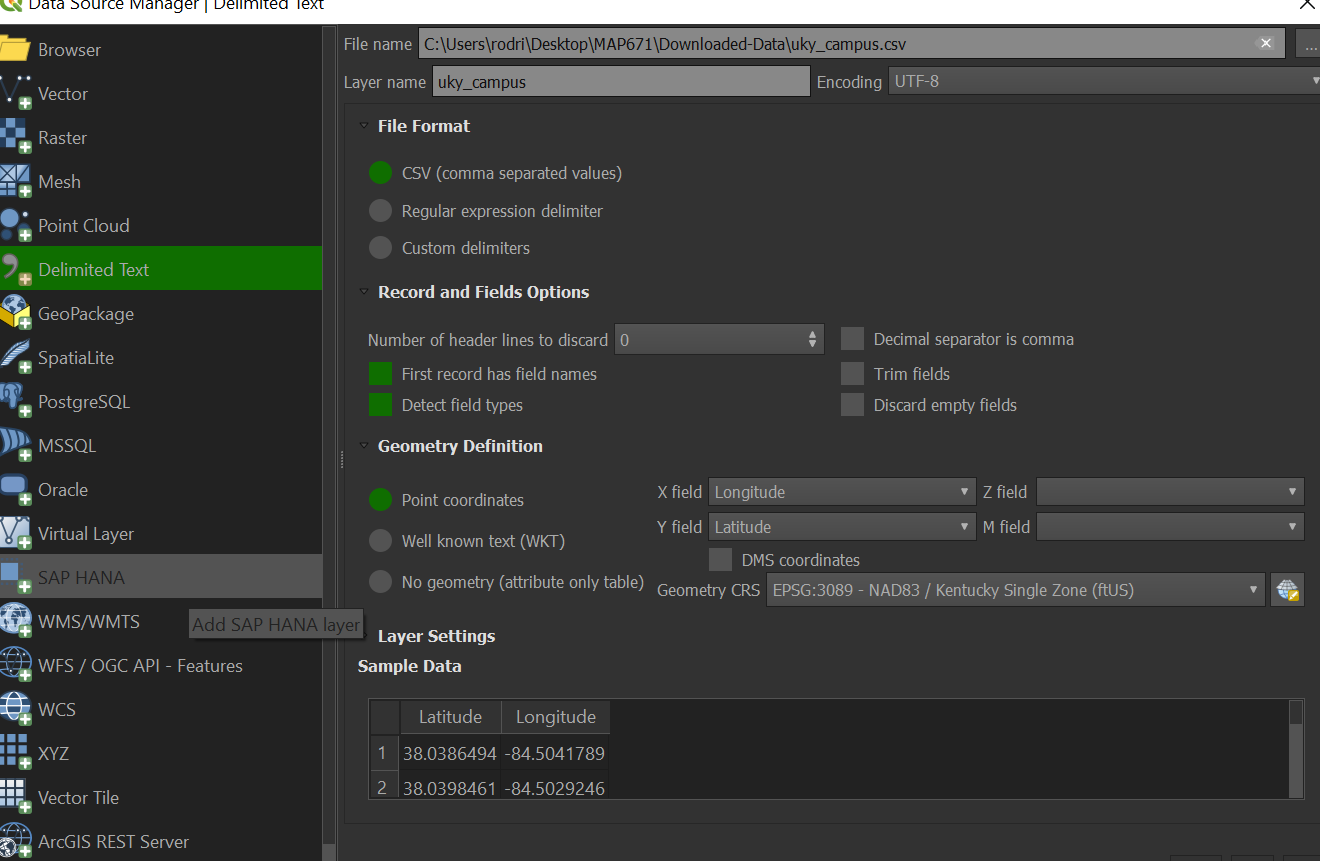 Data Source Manager | Delimited Text
Browser
Vector
Raster
Mesh
Point Cloud
Delimited Text
GeoPackage
SpatiaLite
PostgreSQL
MSSQL
Oracle
Virtual Layer
SAP HANA
WMS/WMTS
Add SAP HANA layer
WFS / OGC API - Features
WCS
XYZ
Vector Tile
ArcGIS REST Server
File name C:\Users\rodri\Desktop\MAP671\Downloaded-Data\uky_campus.csv ...
Layer name uky_campus Encoding UTF-8
File Format
CSV (comma separated values)
Regular expression delimiter
Custom delimiters
Record and Fields Options
Number of header lines to discard 0 Decimal separator is comma
First record has field names Trim fields
Detect field types Discard empty fields
Geometry Definition
Point coordinates X field Longitude Z field
Y field Latitude M field
Well known text (WKT) DMS coordinates
No geometry (attribute only table) Geometry CRS EPSG:3089 - NAD83 / Kentucky Single Zone (ftUS)
Layer Settings
Sample Data
Latitude Longitude
1 38.0386494 -84.5041789
2 38.0398461 -84.5029246